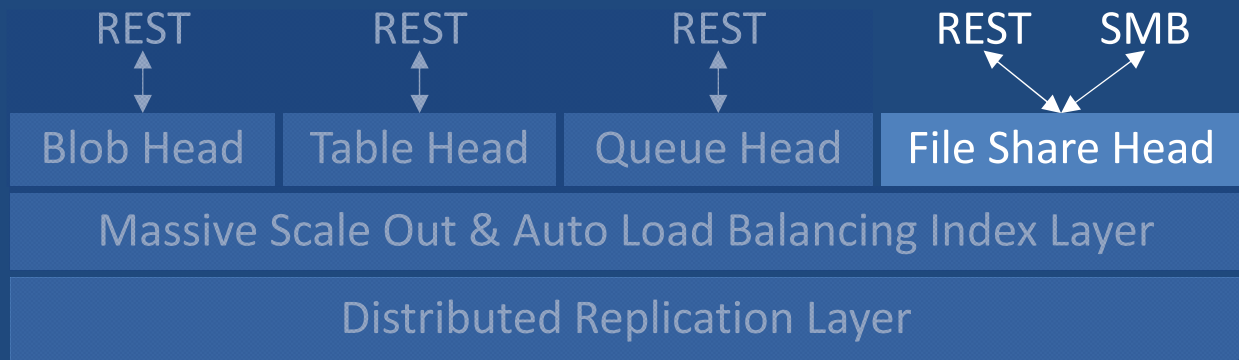 REST REST REST REST SMB
Blob Head Table Head Queue Head File Share Head
Massive Scale Out & Auto Load Balancing Index Layer
Distributed Replication Layer